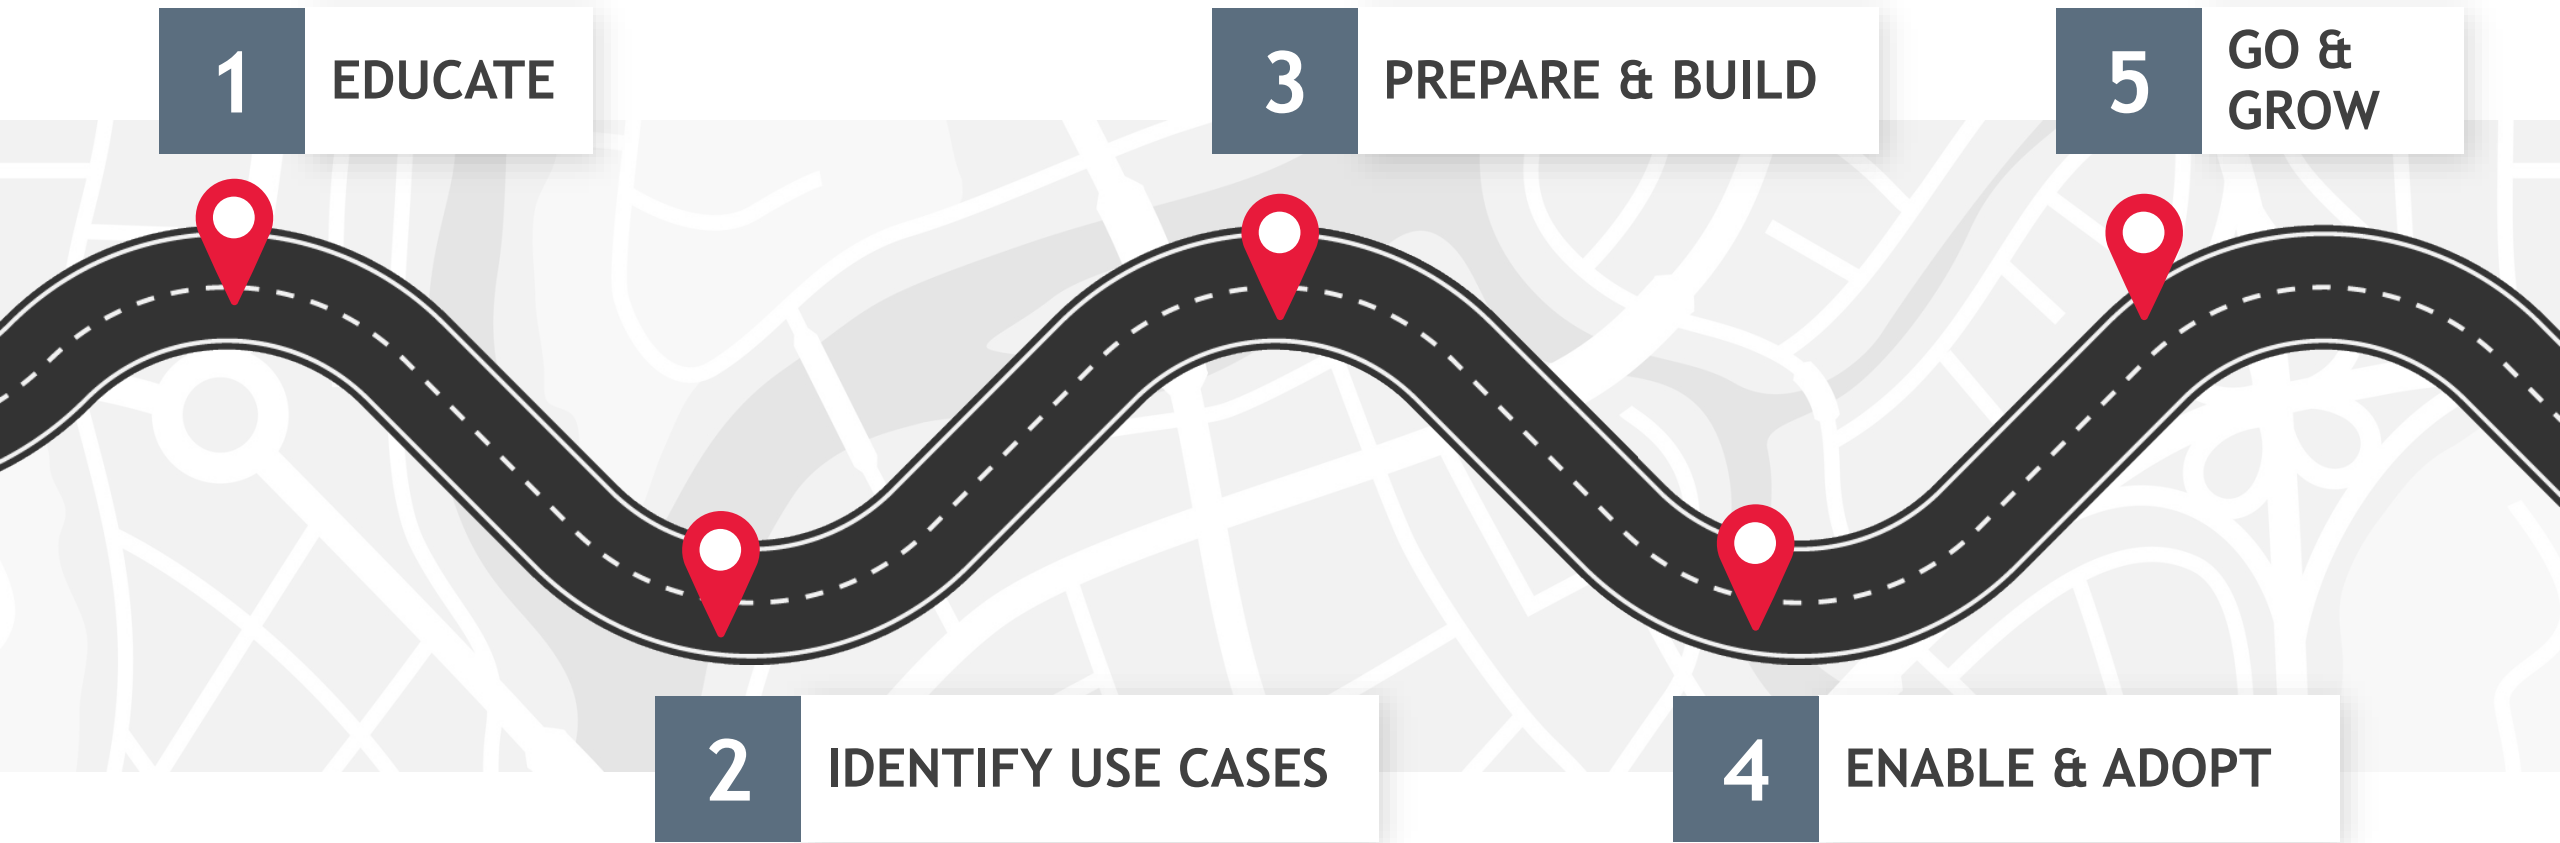 1
EDUCATE
2
IDENTIFY USE CASES
3
PREPARE & BUILD
4
ENABLE & ADOPT
5
GO &
GROW